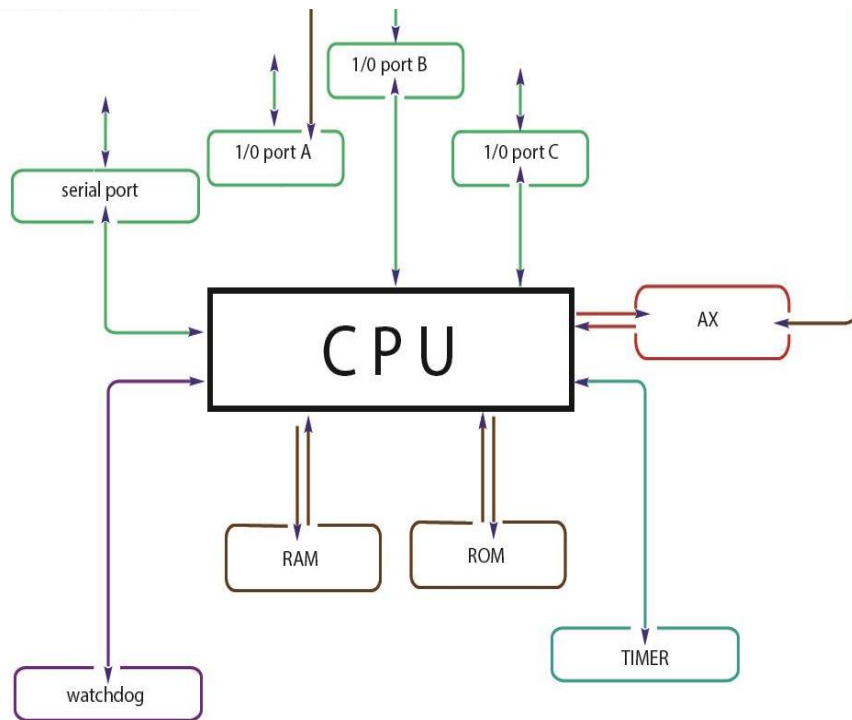 1/0 port B
1/0 port A
1/0 port C
serial port
CPU
AX
RAM
ROM
TIMER
watchdog